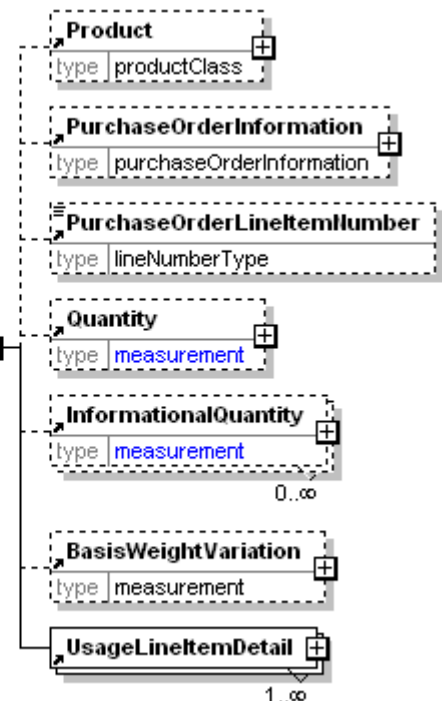 Product
type productClass
PurchaseOrderInformation
type purchaseOrderInformation
PurchaseOrderLineItemNumber
type lineNumberType
Quantity
type measurement
InformationalQuantity
type measurement
0..∞
BasisWeightVariation
type measurement
UsageLineItemDetail
1..∞